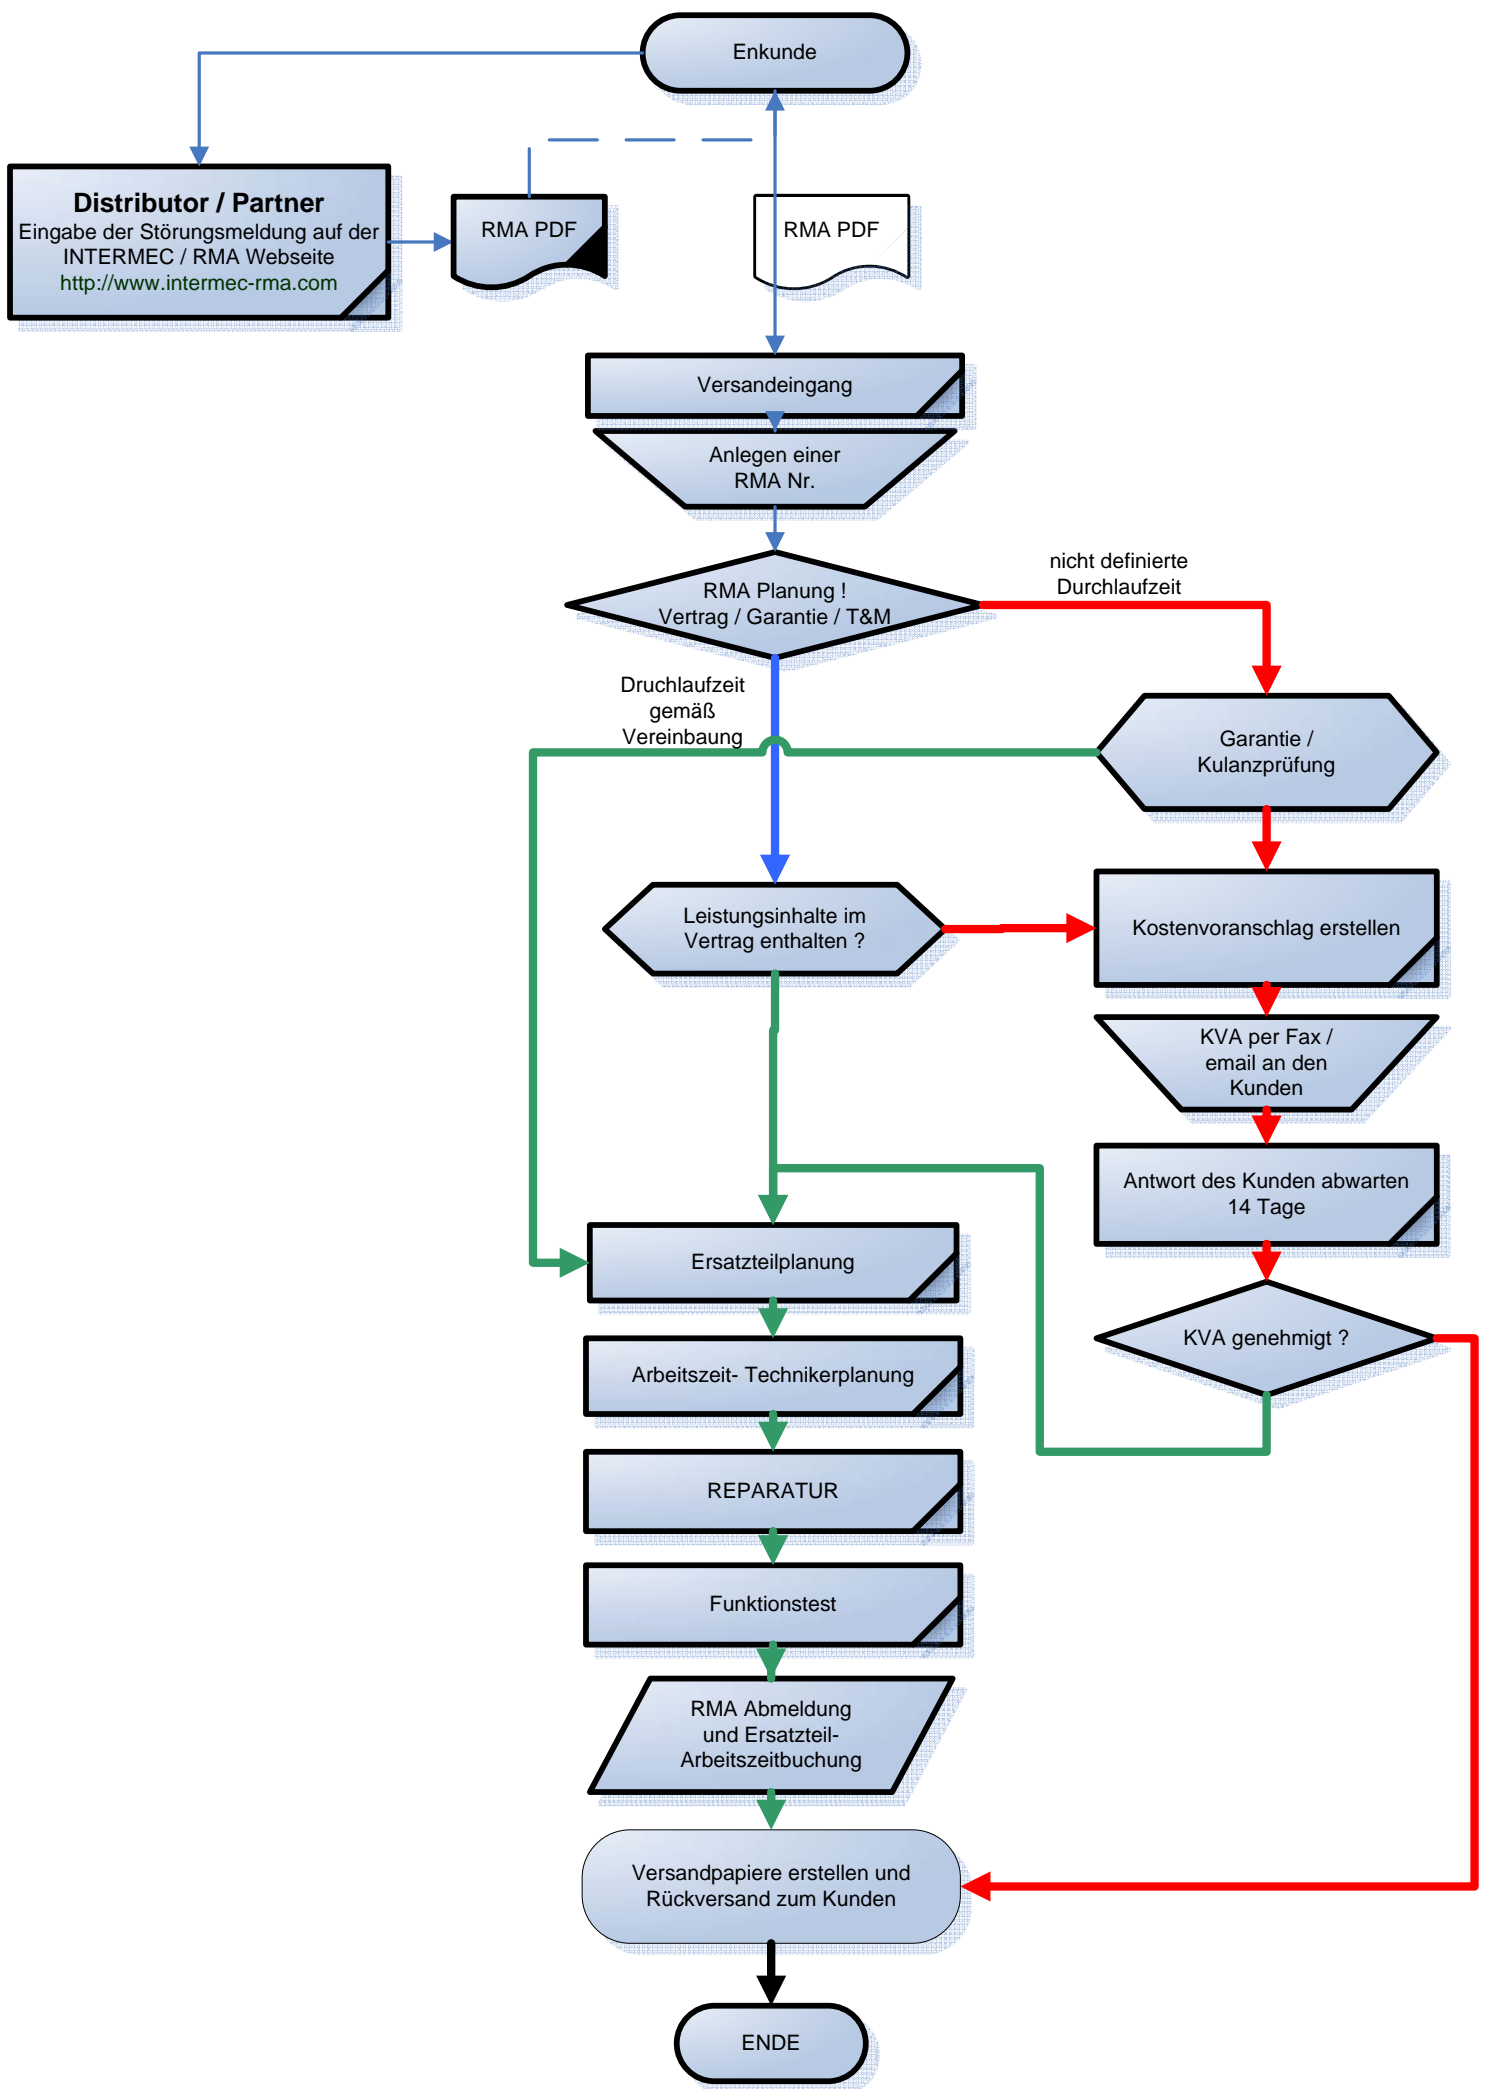 Enkunde
Distributor / Partner
Eingabe der Störungsmeldung auf der
INTERMEC / RMA Webseite
http://www.intermec-rma.com
RMA PDF
RMA PDF
Versandeingang
Anlegen einer
RMA Nr.
RMA Planung !
Vertrag / Garantie / T&M
nicht definierte
Durchlaufzeit
Druchlaufzeit
gemäß
Vereinbaung
Garantie /
Kulanzprüfung
Leistungsinhalte im
Vertrag enthalten ?
Kostenvoranschlag erstellen
KVA per Fax /
email an den
Kunden
Antwort des Kunden abwarten
14 Tage
Ersatzteilplanung
KVA genehmigt ?
Arbeitszeit- Technikerplanung
REPARATUR
Funktionstest
RMA Abmeldung
und Ersatzteil-
Arbeitszeitbuchung
Versandpapiere erstellen und
Rückversand zum Kunden
ENDE